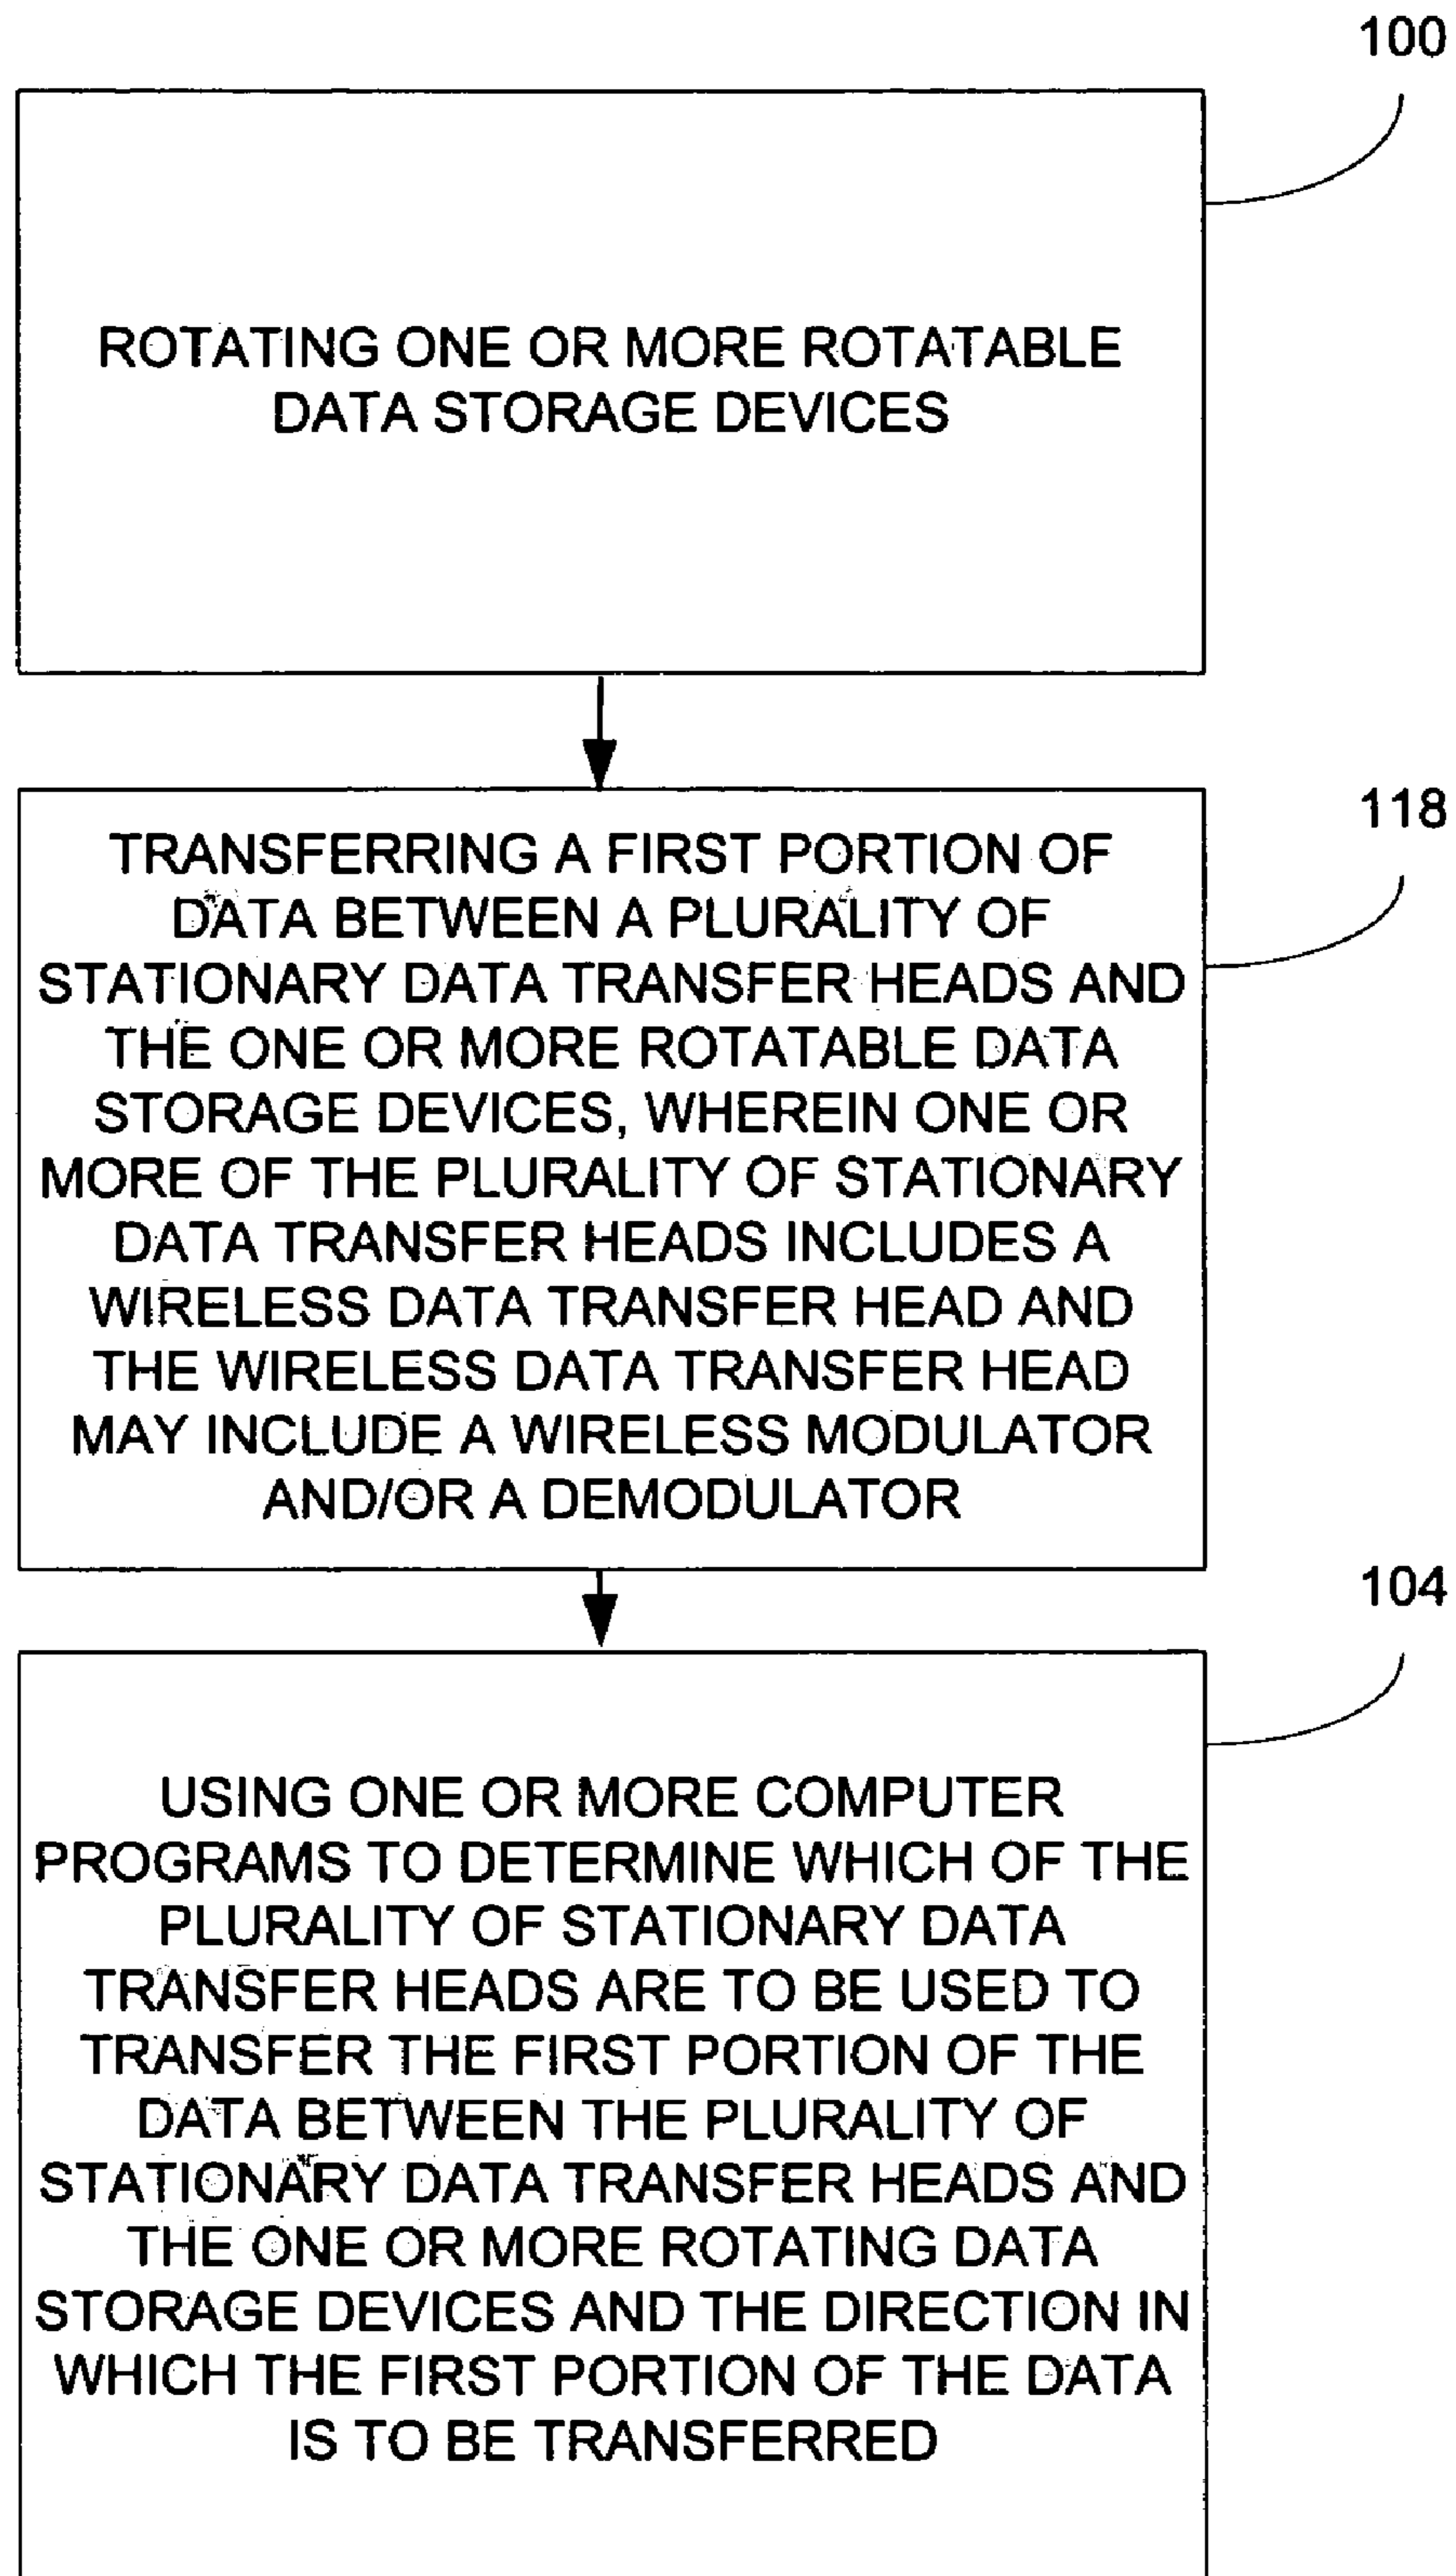 100
ROTATING ONE OR MORE ROTATABLE
DATA STORAGE DEVICES
118
TRANSFERRING A FIRST PORTION OF
DATA BETWEEN A PLURALITY OF
STATIONARY DATA TRANSFER HEADS AND
THE ONE OR MORE ROTATABLE DATA
STORAGE DEVICES, WHEREIN ONE OR
MORE OF THE PLURALITY OF STATIONARY
DATA TRANSFER HEADS INCLUDES A
WIRELESS DATA TRANSFER HEAD AND
THE WIRELESS DATA TRANSFER HEAD
MAY INCLUDE A WIRELESS MODULATOR
AND/OR A DEMODULATOR
104
USING ONE OR MORE COMPUTER
PROGRAMS TO DETERMINE WHICH OF THE
PLURALITY OF STATIONARY DATA
TRANSFER HEADS ARE TO BE USED TO
TRANSFER THE FIRST PORTION OF THE
DATA BETWEEN THE PLURALITY OF
STATIONARY DATA TRANSFER HEADS AND
THE ONE OR MORE ROTATING DATA
STORAGE DEVICES AND THE DIRECTION IN
WHICH THE FIRST PORTION OF THE DATA
IS TO BE TRANSFERRED